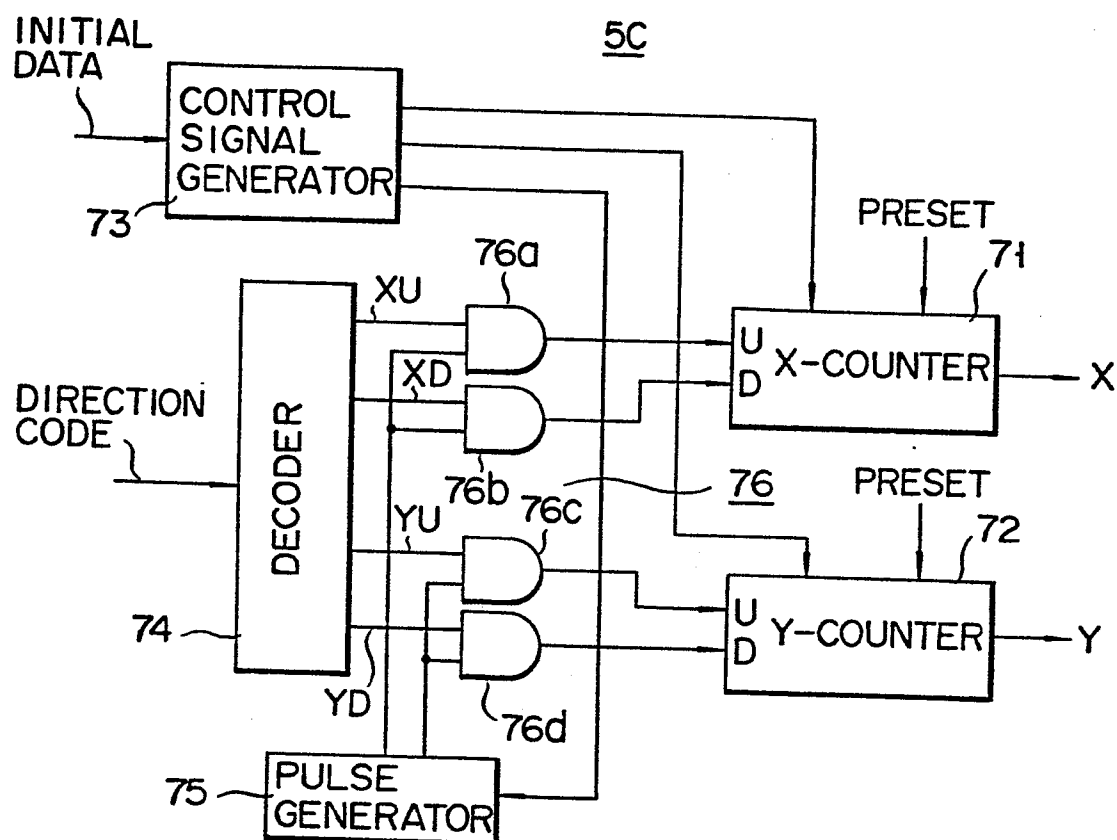 5C
INITIAL
DATA
CONTROL
SIGNAL
GENERATOR
73
PRESET
71
76a
XU
U
X-COUNTER
X
D
XD
DIRECTION
CODE
DECODER
76b
76
76c
PRESET
72
YU
U
Y-COUNTER
Y
D
74
YD
76d
75
PULSE
GENERATOR